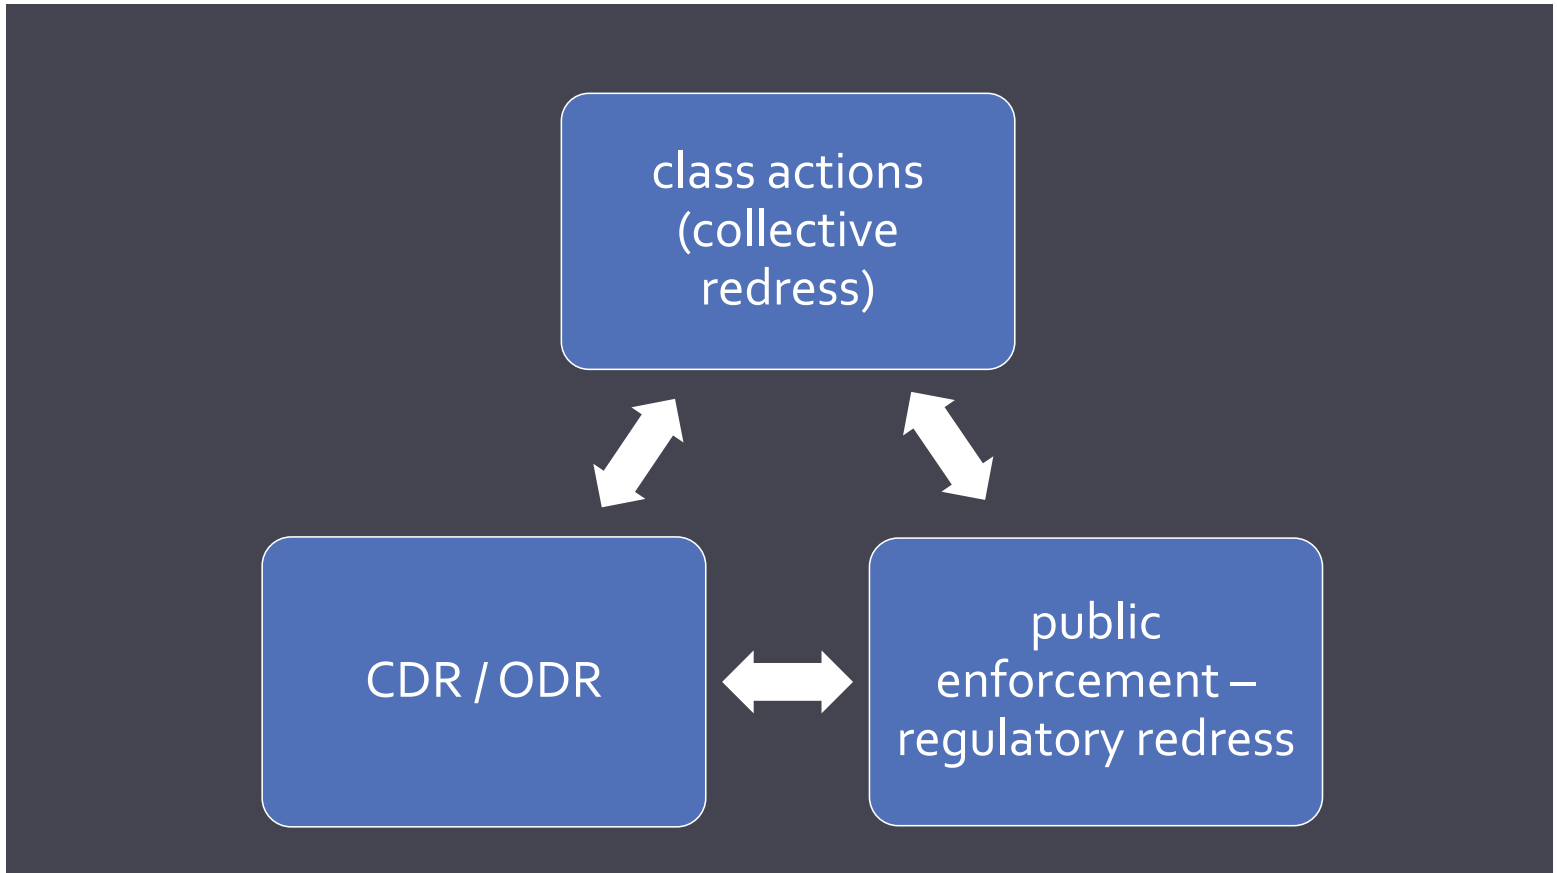 class actions
(collective
redress)
CDR / ODR
public
enforcement –
regulatory redress